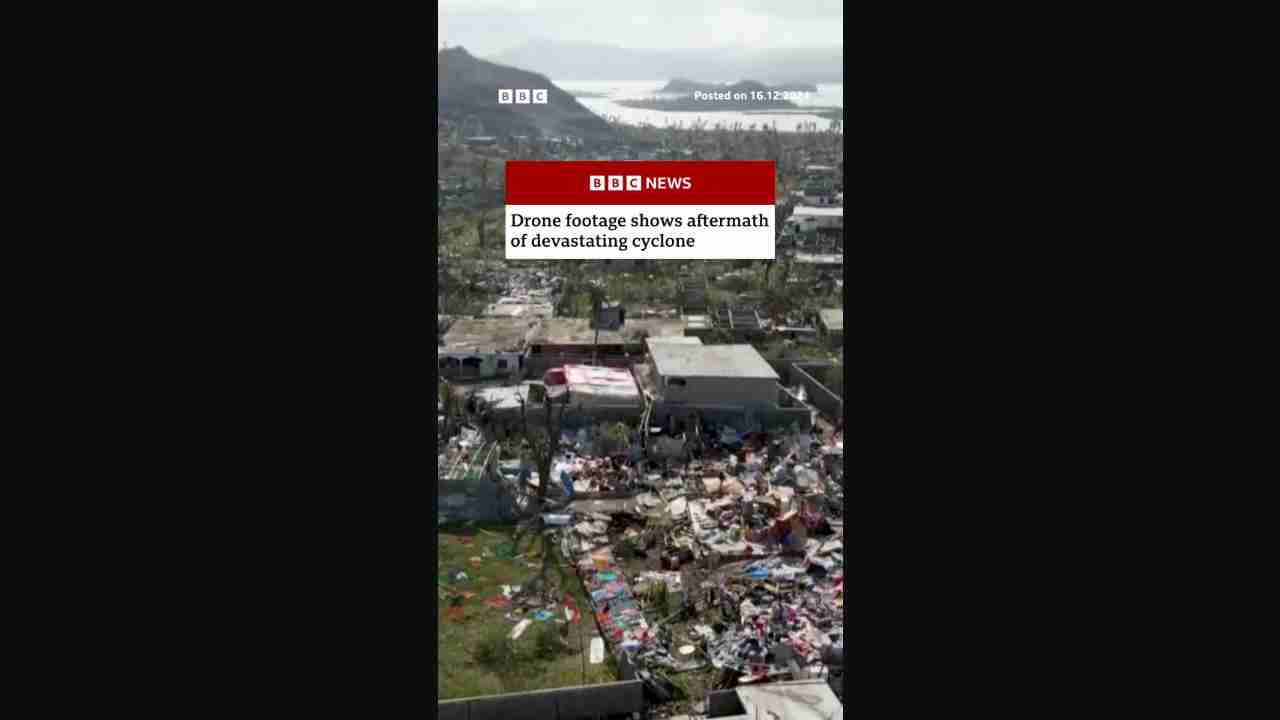 BBC
Posted on 16.12.2024
BBC NEWS
Drone footage shows aftermath
of devastating cyclone